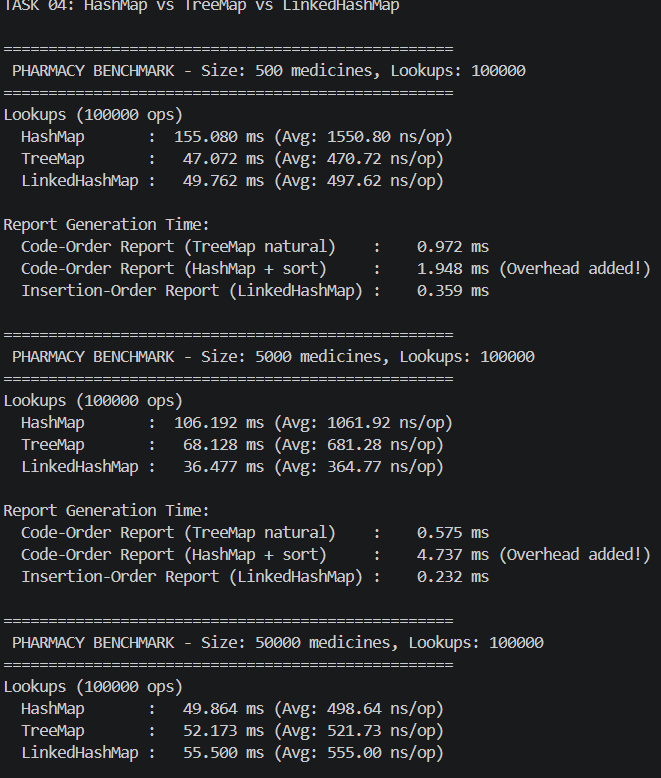 TASK 04: HashMap vs TreeMap vs LinkedHashMap
==================================================
PHARMACY BENCHMARK - Size: 500 medicines, Lookups: 100000
==================================================
Lookups (100000 ops)
HashMap : 155.080 ms (Avg: 1550.80 ns/op)
TreeMap : 47.072 ms (Avg: 470.72 ns/op)
LinkedHashMap : 49.762 ms (Avg: 497.62 ns/op)
Report Generation Time:
Code-Order Report (TreeMap natural) : 0.972 ms
Code-Order Report (HashMap + sort) : 1.948 ms (Overhead added!)
Insertion-Order Report (LinkedHashMap) : 0.359 ms
==================================================
PHARMACY BENCHMARK - Size: 5000 medicines, Lookups: 100000
==================================================
Lookups (100000 ops)
HashMap : 106.192 ms (Avg: 1061.92 ns/op)
TreeMap : 68.128 ms (Avg: 681.28 ns/op)
LinkedHashMap : 36.477 ms (Avg: 364.77 ns/op)
Report Generation Time:
Code-Order Report (TreeMap natural) : 0.575 ms
Code-Order Report (HashMap + sort) : 4.737 ms (Overhead added!)
Insertion-Order Report (LinkedHashMap) : 0.232 ms
==================================================
PHARMACY BENCHMARK - Size: 50000 medicines, Lookups: 100000
==================================================
Lookups (100000 ops)
HashMap : 49.864 ms (Avg: 498.64 ns/op)
TreeMap : 52.173 ms (Avg: 521.73 ns/op)
LinkedHashMap : 55.500 ms (Avg: 555.00 ns/op)